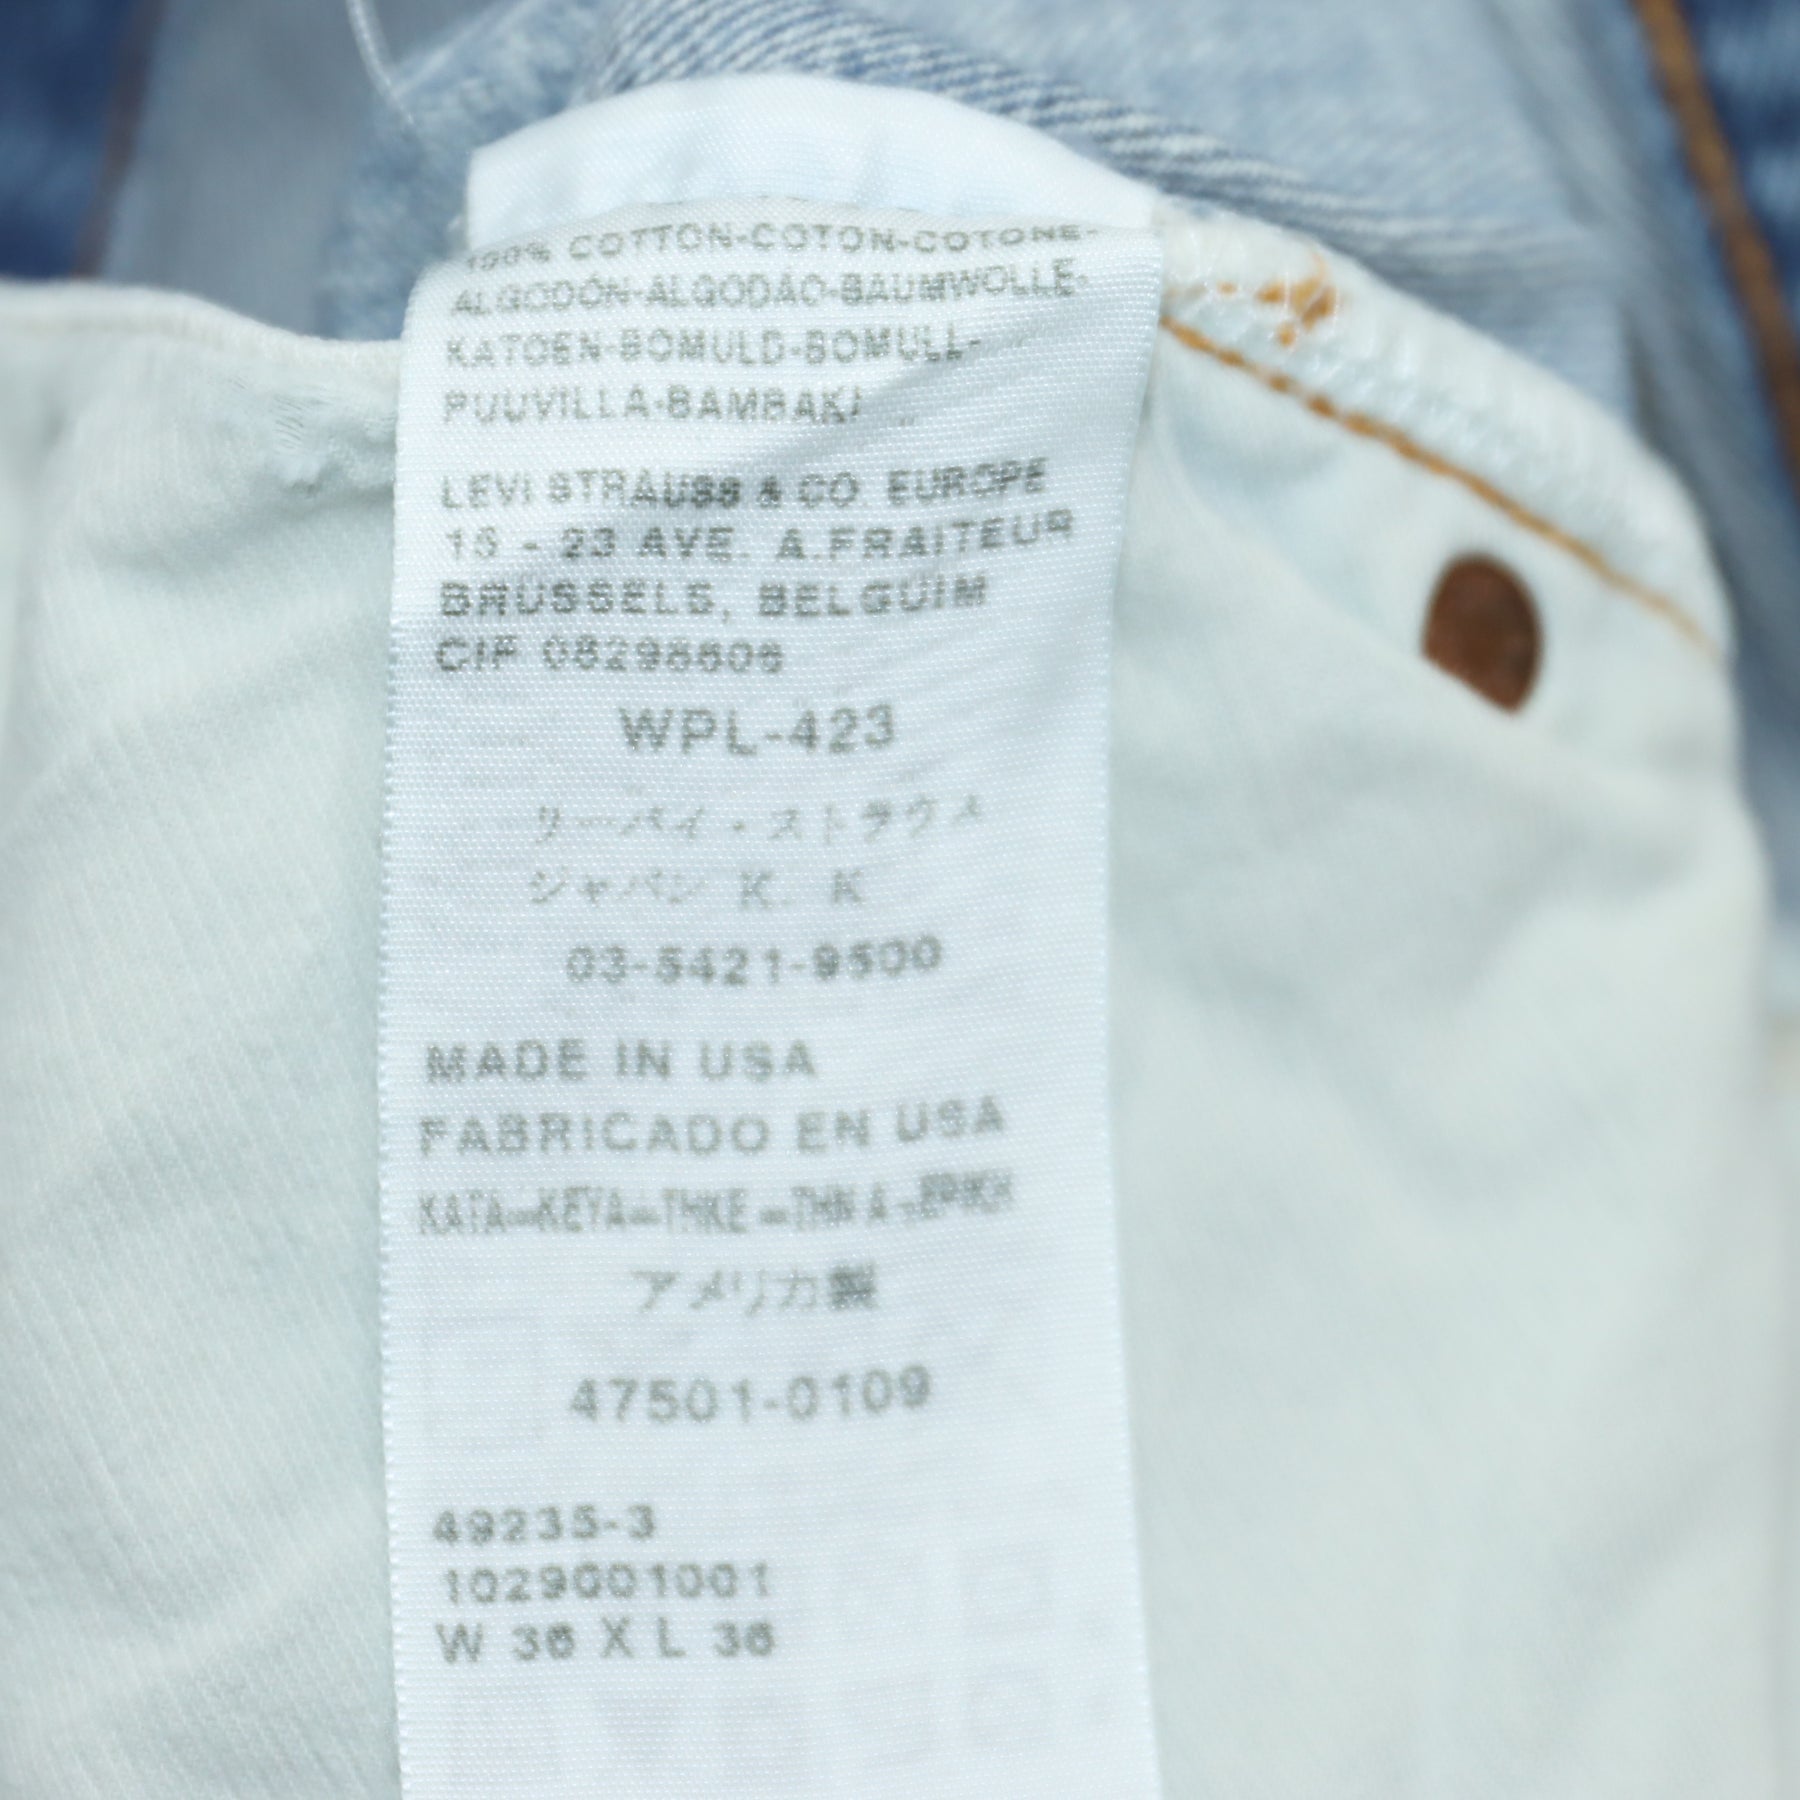 100% COTTON-COTON-COTONE-
ALGODÓN-ALGODÃO-BAUMWOLLE-
KATOEN-BOMULD-BOMULL-
PUUVILLA-BAMBAKI
LEVI STRAUSS & CO. EUROPE
15 - 23 AVE. A.FRAITEUR
BRUSSELS, BELGUIM
CIF 08298606
WPL-423
リーバイ・ストラウス
ジャパン K. K
03-5421-9500
MADE IN USA
FABRICADO EN USA
アメリカ製
47501-0109
49235-3
1029001001
W 36 X L 36